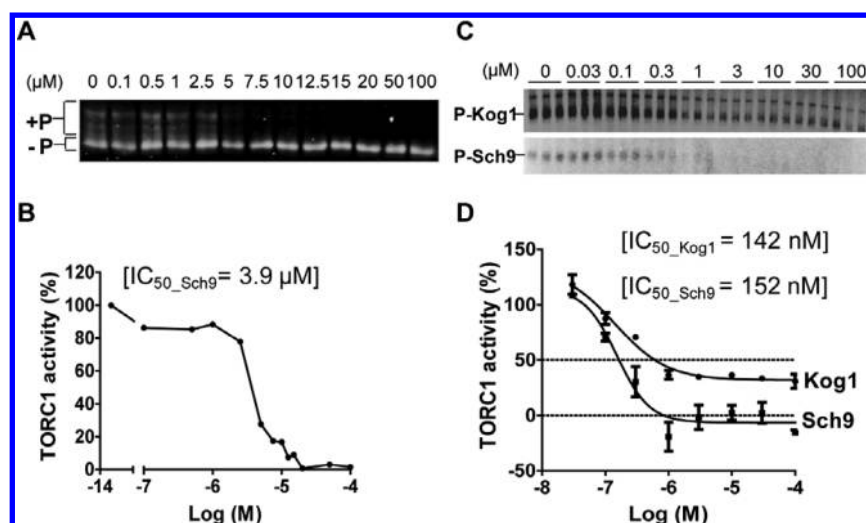 A
(µM) 0 0.1 0.5 1 2.5 5 7.5 10 12.5 15 20 50 100
+P
-P
B
[IC50_Sch9= 3.9 µM]
TORC1 activity (%)
120
100
80
60
40
20
0
-14 -7 -6 -5 -4
Log (M)
C
(µM) 0 0.03 0.1 0.3 1 3 10 30 100
P-Kog1
P-Sch9
D
[IC50_Kog1 = 142 nM]
[IC50_Sch9 = 152 nM]
TORC1 activity (%)
150
100
50
0
-50
Kog1
Sch9
-8 -7 -6 -5 -4
Log (M)